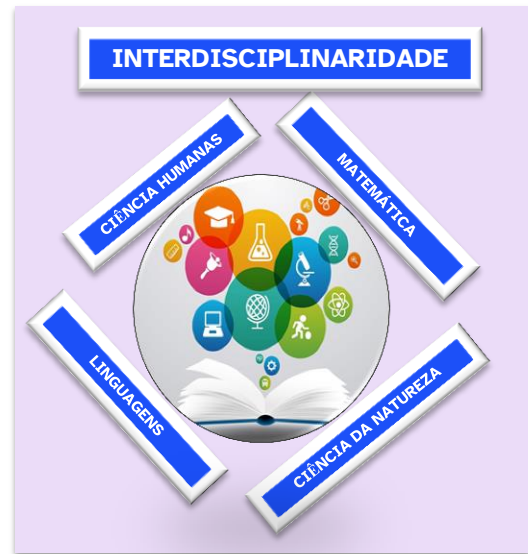 INTERDISCIPLINARIDADE
CIÊNCIA HUMANAS
MATEMÁTICA
LINGUAGENS
CIÊNCIA DA NATUREZA